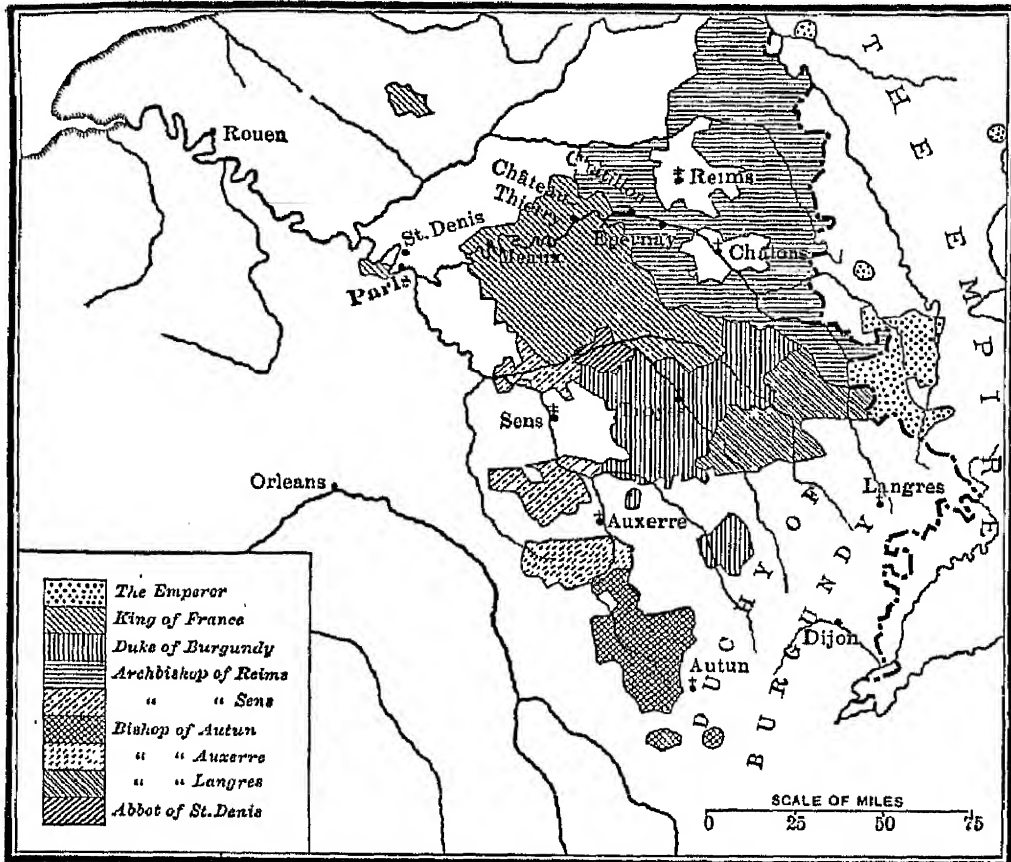 THE EMPIRE
Rouen
Reims
Château
Thierry
Châtillon
St. Denis
Epernay
Chalons
Meaux
Paris
Troyes
Sens
Orleans
Langres
Auxerre
DUCHY OF
BURGUNDY
Dijon
Autun
The Emperor
King of France
Duke of Burgundy
Archbishop of Reims
“ “ Sens
Bishop of Autun
“ “ Auxerre
“ “ Langres
Abbot of St. Denis
SCALE OF MILES
0 25 50 75